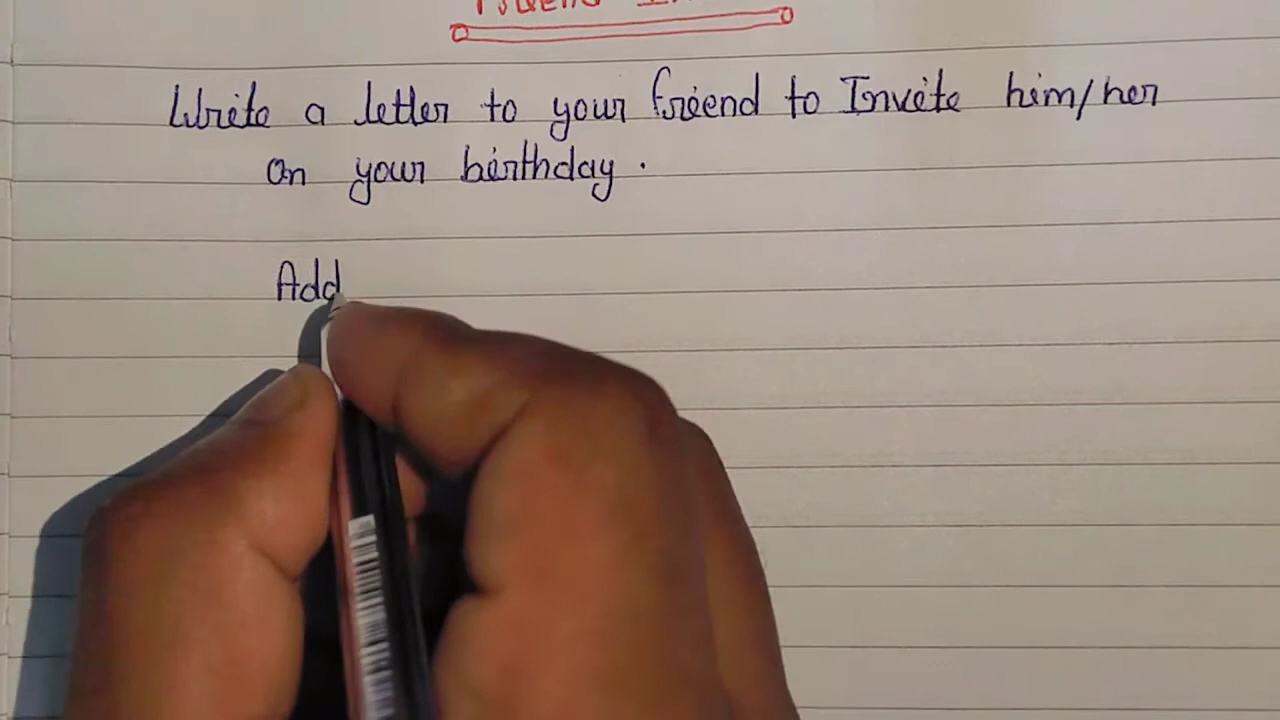 Write a letter to your friend to Invite him/her
On your birthday.
Add